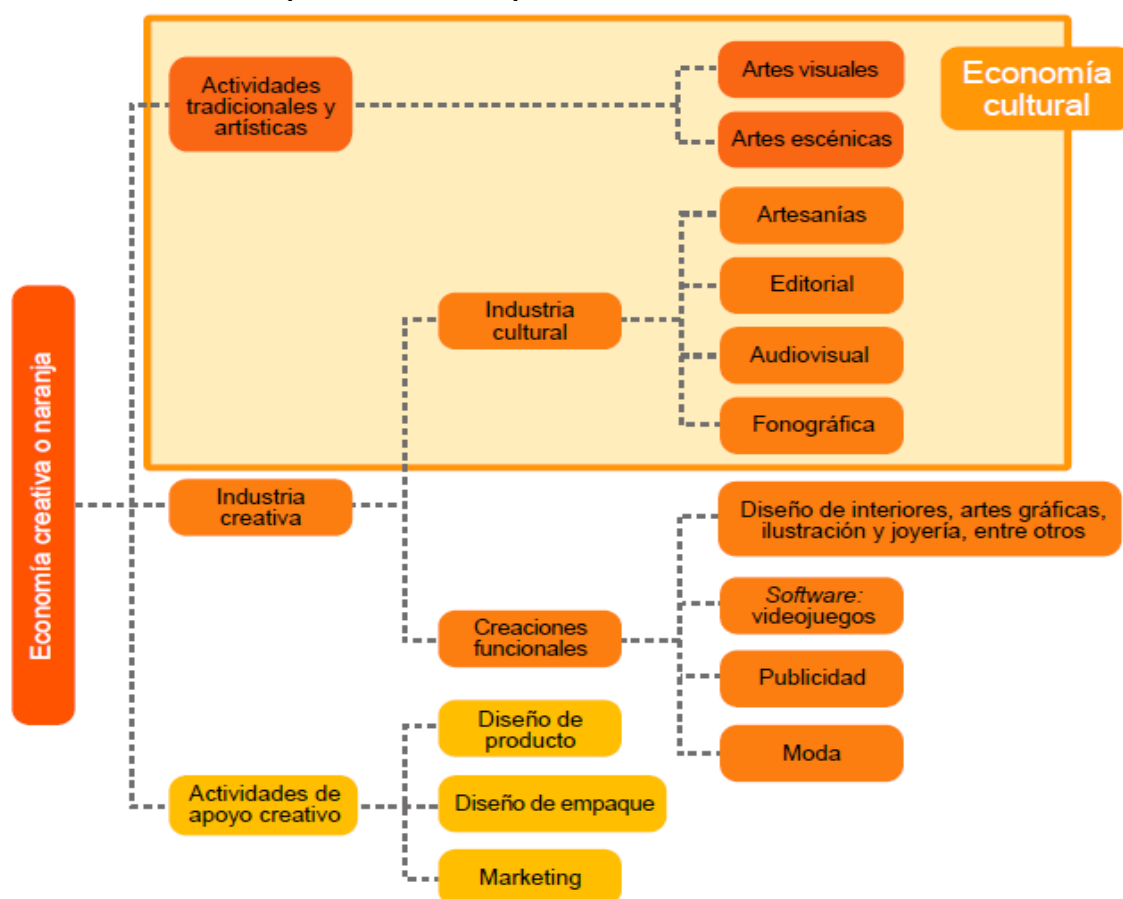 Economía creativa o naranja
Actividades
tradicionales y
artísticas
Artes visuales
Artes escénicas
Economía
cultural
Industria
cultural
Artesanías
Editorial
Audiovisual
Fonográfica
Industria
creativa
Creaciones
funcionales
Diseño de interiores, artes gráficas,
ilustración y joyería, entre otros
Software:
videojuegos
Publicidad
Moda
Actividades de
apoyo creativo
Diseño de
producto
Diseño de empaque
Marketing